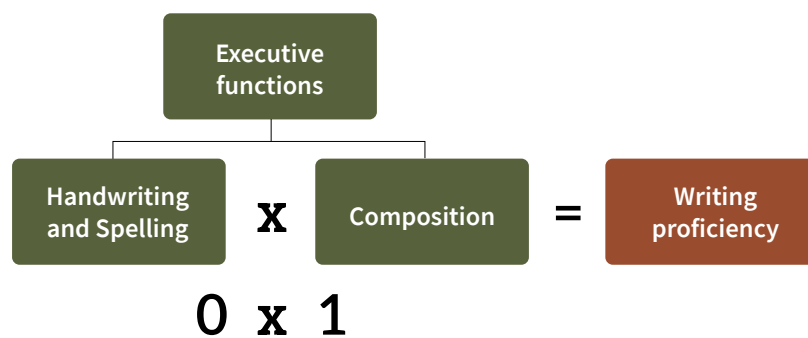 Executive
functions
Handwriting
and Spelling
x
Composition
=
Writing
proficiency
0 x 1